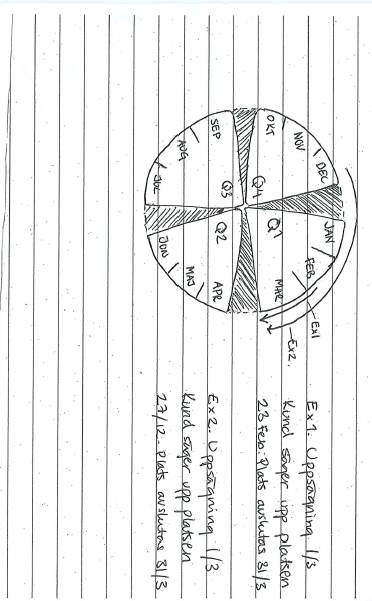 OKT
NOV
DEC
SEP
AUG
JUL
Q4
Q3
Q1
Q2
JAN
FEB
MAR
JUN
MAJ
APR
Ex1
Ex2.
Ex1. Uppsägning 1/3
Kund säger upp platsen
23 Feb. Plats avslutas 31/3
Ex2. Uppsägning 1/3
Kund säger upp platsen
27/12. Plats avslutas 31/3